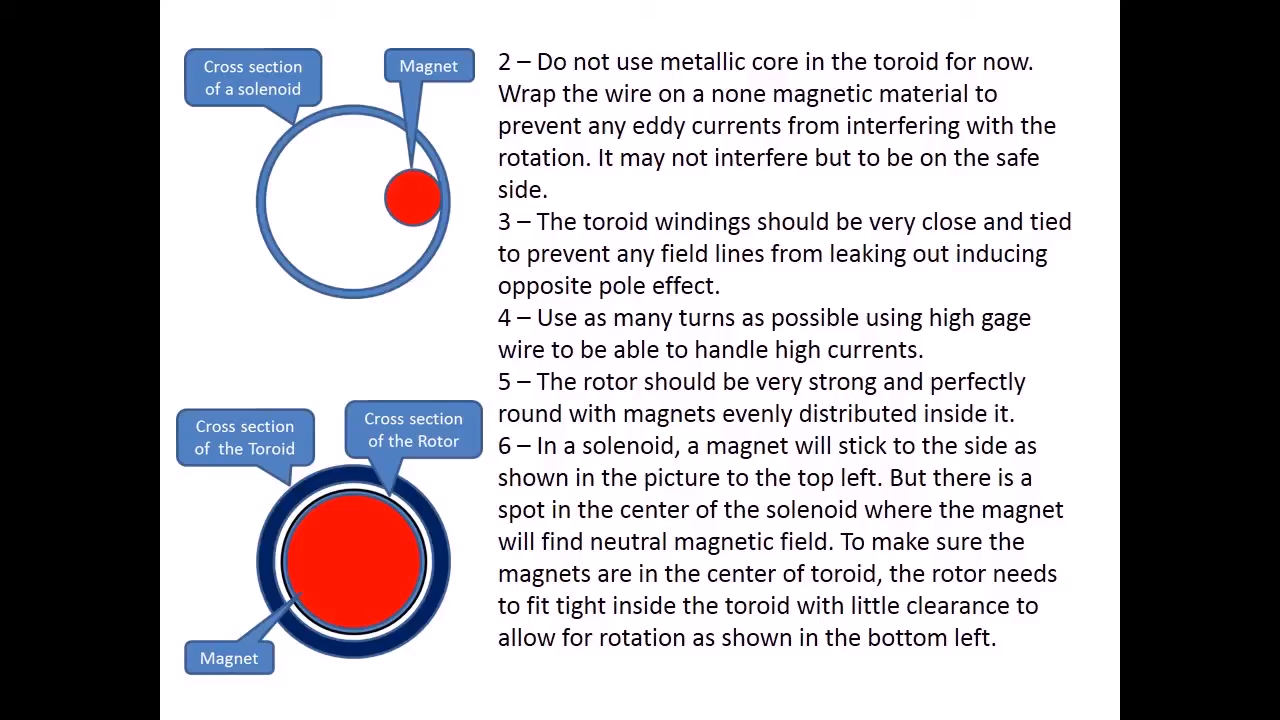 Cross section
of a solenoid
Magnet
2 – Do not use metallic core in the toroid for now.
Wrap the wire on a none magnetic material to
prevent any eddy currents from interfering with the
rotation. It may not interfere but to be on the safe
side.
3 – The toroid windings should be very close and tied
to prevent any field lines from leaking out inducing
opposite pole effect.
4 – Use as many turns as possible using high gage
wire to be able to handle high currents.
5 – The rotor should be very strong and perfectly
round with magnets evenly distributed inside it.
6 – In a solenoid, a magnet will stick to the side as
shown in the picture to the top left. But there is a
spot in the center of the solenoid where the magnet
will find neutral magnetic field. To make sure the
magnets are in the center of toroid, the rotor needs
to fit tight inside the toroid with little clearance to
allow for rotation as shown in the bottom left.
Cross section
of the Toroid
Cross section
of the Rotor
Magnet